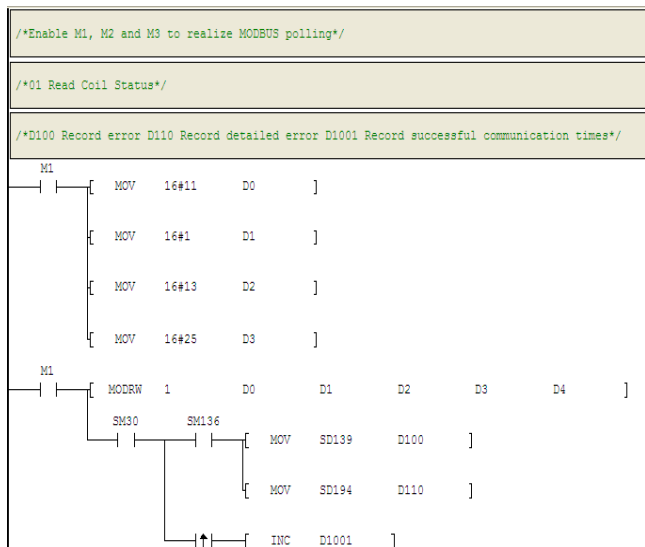 /*Enable M1, M2 and M3 to realize MODBUS polling*/
/*01 Read Coil Status*/
/*D100 Record error D110 Record detailed error D1001 Record successful communication times*/
M1
[ MOV 16#11 D0 ]
[ MOV 16#1 D1 ]
[ MOV 16#13 D2 ]
[ MOV 16#25 D3 ]
M1
[ MODRW 1 D0 D1 D2 D3 D4 ]
SM30 SM136
[ MOV SD139 D100 ]
[ MOV SD194 D110 ]
[ INC D1001 ]